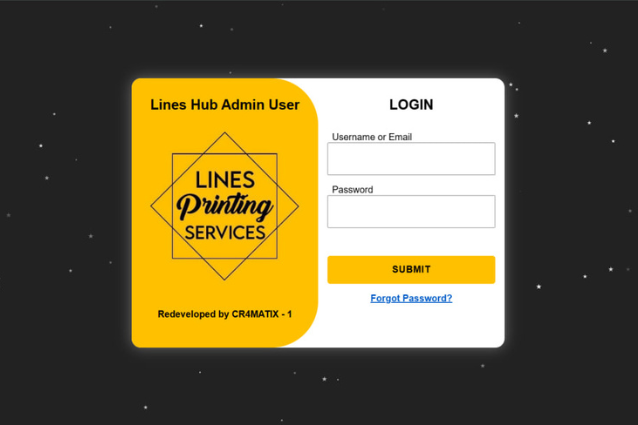 Lines Hub Admin User
LINES
Printing
SERVICES
Redeveloped by CR4MATIX - 1
LOGIN
Username or Email
Password
SUBMIT
Forgot Password?